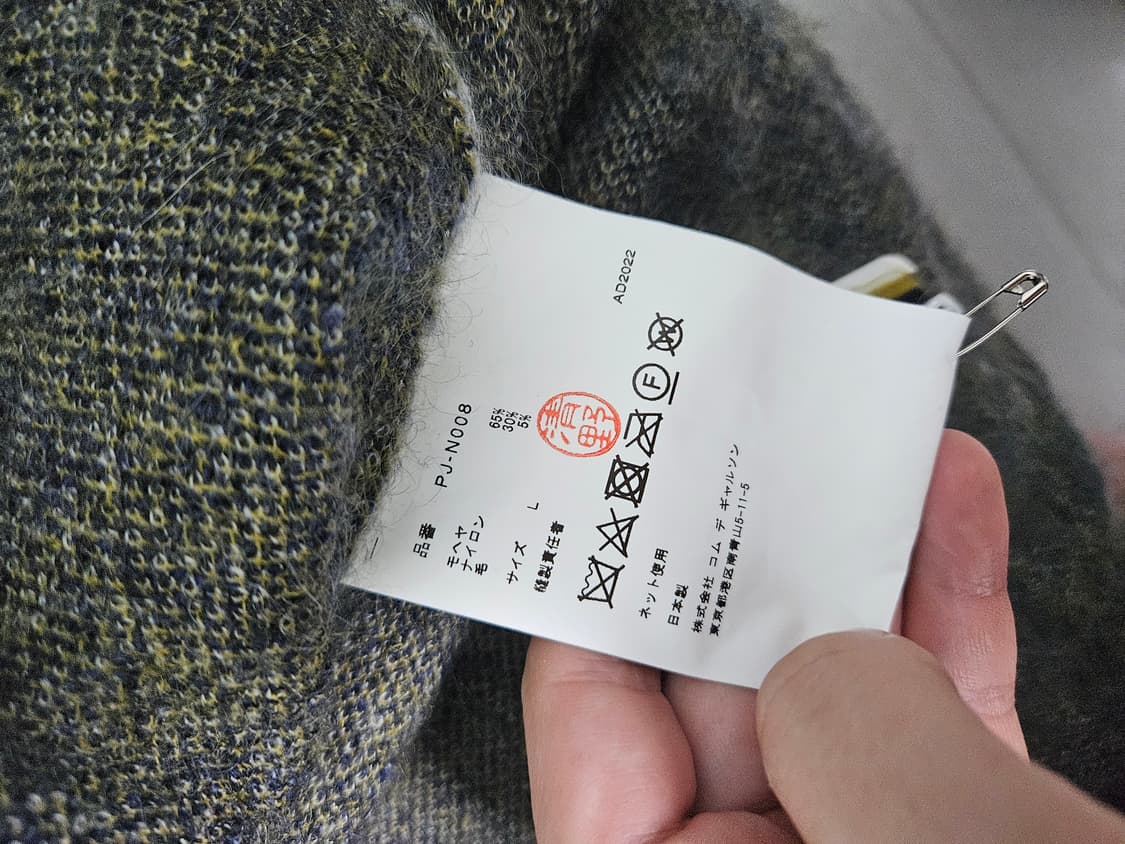 品番 PJ-N008
モヘヤ 65%
ナイロン 30%
毛 5%
サイズ L
縫製責任者 清野
AD2022
F
W
ネット使用
日本製
株式会社 コム デ ギャルソン
東京都港区南青山5-11-5